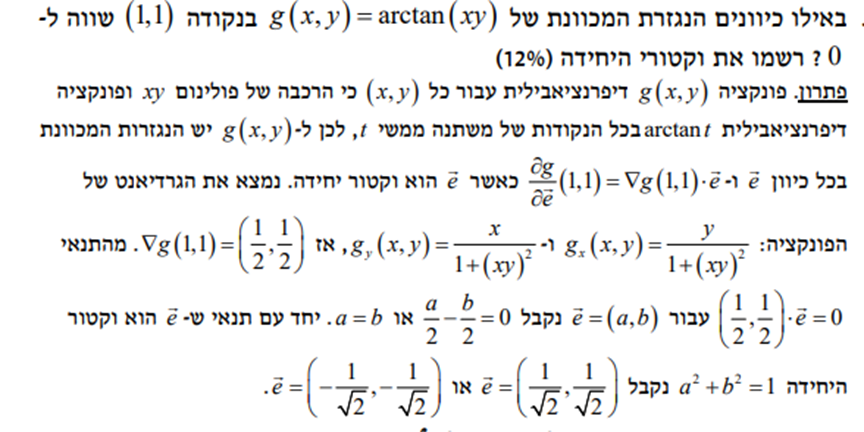 . באילו כיוונים הנגזרת המכוונת של g(x,y)=arctan(xy) בנקודה (1,1) שווה ל-
0 ? רשמו את וקטורי היחידה (12%)
פתרון. פונקציה g(x,y) דיפרנציאבילית עבור כל (x,y) כי הרכבה של פולינום xy ופונקציה
דיפרנציאבילית arctan t בכל הנקודות של משתנה ממשי t, לכן ל-g(x,y) יש הנגזרות המכוונת
בכל כיוון e⃗ ו-∂g/∂e⃗(1,1)=∇g(1,1)·e⃗ כאשר e⃗ הוא וקטור יחידה. נמצא את הגרדיאנט של
הפונקציה: g_x(x,y)=y/(1+(xy)²) ו-g_y(x,y)=x/(1+(xy)²), אז ∇g(1,1)=(1/2,1/2). מהתנאי
(1/2,1/2)·e⃗=0 עבור e⃗=(a,b) נקבל a/2-b/2=0 או a=b. יחד עם תנאי ש-e⃗ הוא וקטור
היחידה a²+b²=1 נקבל e⃗=(1/√2,1/√2) או e⃗=(-1/√2,-1/√2).